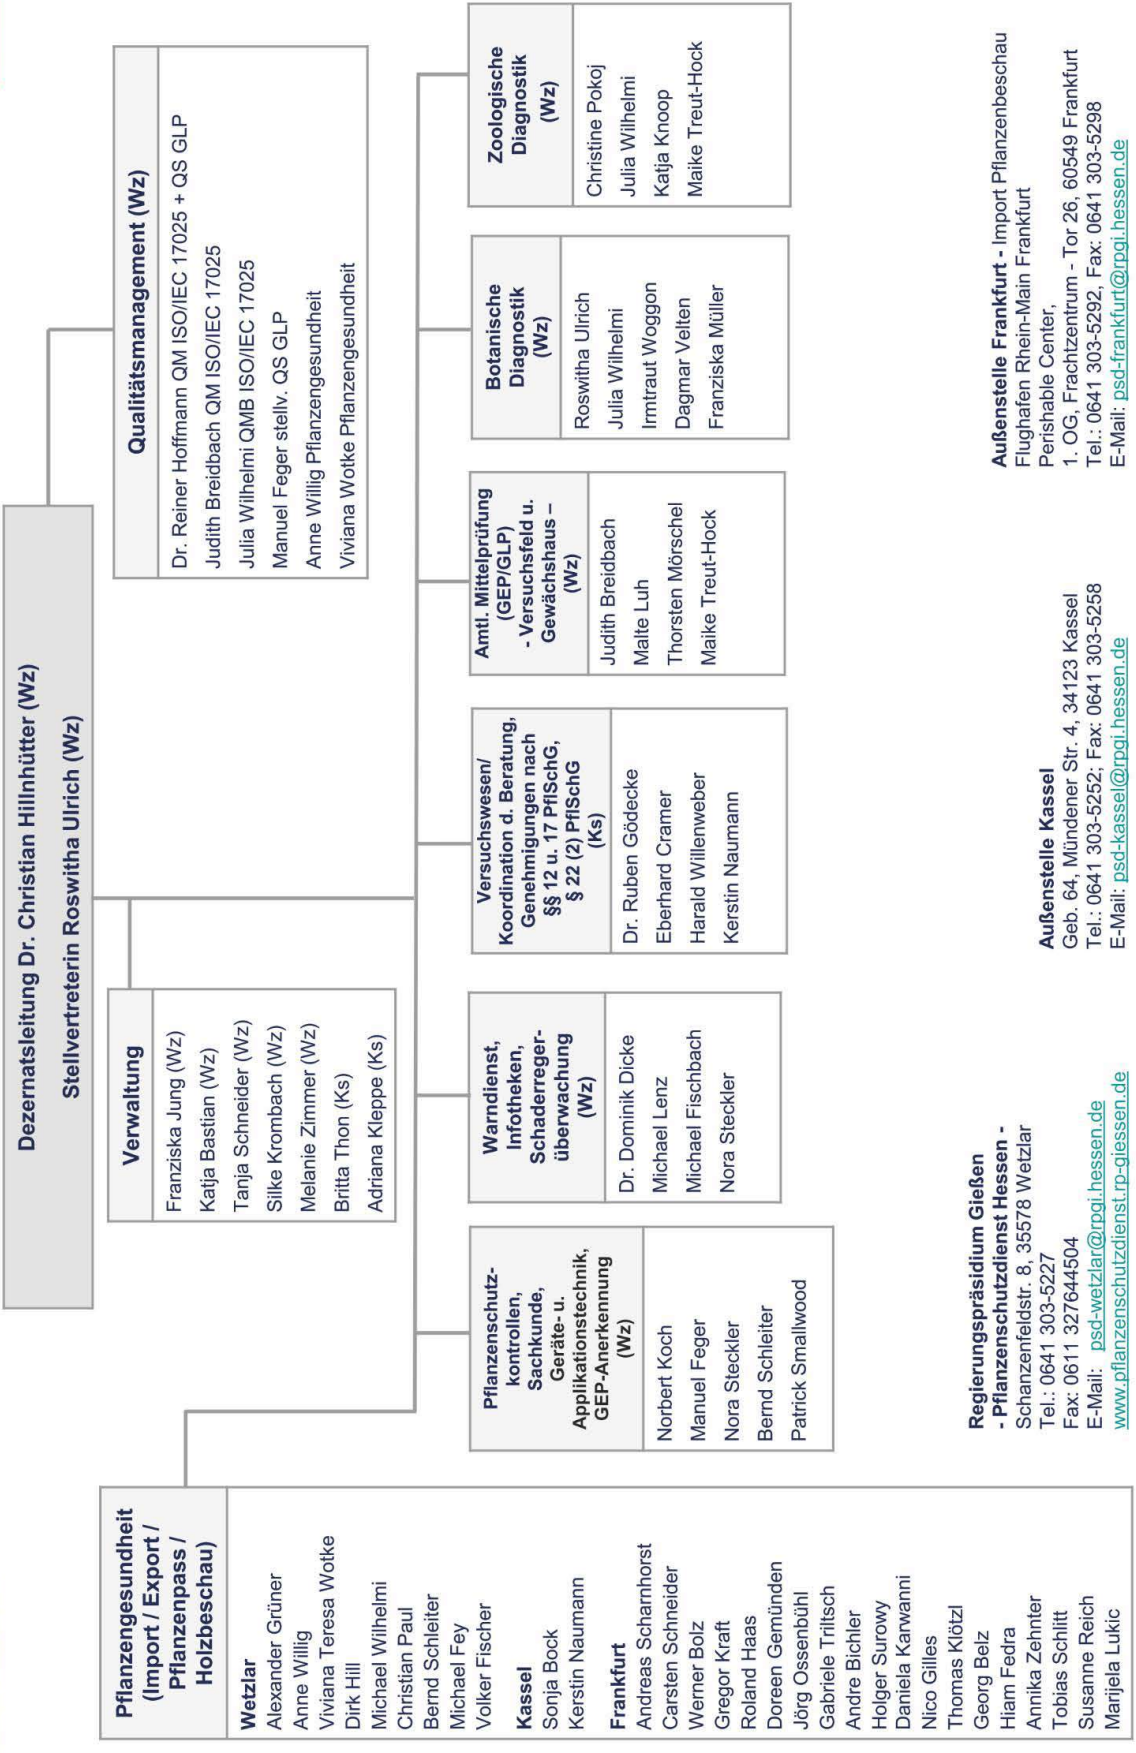 Dezernatsleitung Dr. Christian Hillnhütter (Wz)
Stellvertreterin Roswitha Ulrich (Wz)
Verwaltung
Franziska Jung (Wz)
Katja Bastian (Wz)
Tanja Schneider (Wz)
Silke Krombach (Wz)
Melanie Zimmer (Wz)
Britta Thon (Ks)
Adriana Kleppe (Ks)
Qualitätsmanagement (Wz)
Dr. Reiner Hoffmann QM ISO/IEC 17025 + QS GLP
Judith Breidbach QM ISO/IEC 17025
Julia Wilhelmi QMB ISO/IEC 17025
Manuel Feger stellv. QS GLP
Anne Willig Pflanzengesundheit
Viviana Wotke Pflanzengesundheit
Pflanzengesundheit
(Import / Export /
Pflanzenpass /
Holzbeschau)
Wetzlar
Alexander Grüner
Anne Willig
Viviana Teresa Wotke
Dirk Hill
Michael Wilhelmi
Christian Paul
Bernd Schleiter
Michael Fey
Volker Fischer
Kassel
Sonja Bock
Kerstin Naumann
Frankfurt
Andreas Scharnhorst
Carsten Schneider
Werner Bolz
Gregor Kraft
Roland Haas
Doreen Gemünden
Jörg Ossenbühl
Gabriele Triltsch
Andre Bichler
Holger Surowy
Daniela Karwanni
Nico Gilles
Thomas Klötzl
Georg Belz
Hiam Fedra
Annika Zehnter
Tobias Schlitt
Susanne Reich
Marijela Lukic
Pflanzenschutz-
kontrollen,
Sachkunde,
Geräte- u.
Applikationstechnik,
GEP-Anerkennung
(Wz)
Norbert Koch
Manuel Feger
Nora Steckler
Bernd Schleiter
Patrick Smallwood
Warndienst,
Infotheken,
Schaderreger-
überwachung
(Wz)
Dr. Dominik Dicke
Michael Lenz
Michael Fischbach
Nora Steckler
Versuchswesen/
Koordination d. Beratung,
Genehmigungen nach
§§ 12 u. 17 PflSchG,
§ 22 (2) PflSchG
(Ks)
Dr. Ruben Gödecke
Eberhard Cramer
Harald Willenweber
Kerstin Naumann
Amtl. Mittelprüfung
(GEP/GLP)
- Versuchsfeld u.
Gewächshaus –
(Wz)
Judith Breidbach
Malte Luh
Thorsten Mörschel
Maike Treut-Hock
Botanische
Diagnostik
(Wz)
Roswitha Ulrich
Julia Wilhelmi
Irmtraut Woggon
Dagmar Velten
Franziska Müller
Zoologische
Diagnostik
(Wz)
Christine Pokoj
Julia Wilhelmi
Katja Knoop
Maike Treut-Hock
Regierungspräsidium Gießen
- Pflanzenschutzdienst Hessen -
Schanzenfeldstr. 8, 35578 Wetzlar
Tel.: 0641 303-5227
Fax: 0611 327644504
E-Mail: psd-wetzlar@rpgi.hessen.de
www.pflanzenschutzdienst.rp-giessen.de
Außenstelle Kassel
Geb. 64, Mündener Str. 4, 34123 Kassel
Tel.: 0641 303-5252; Fax: 0641 303-5258
E-Mail: psd-kassel@rpgi.hessen.de
Außenstelle Frankfurt - Import Pflanzenbeschau
Flughafen Rhein-Main Frankfurt
Perishable Center,
1. OG, Frachtzentrum - Tor 26, 60549 Frankfurt
Tel.: 0641 303-5292, Fax: 0641 303-5298
E-Mail: psd-frankfurt@rpgi.hessen.de